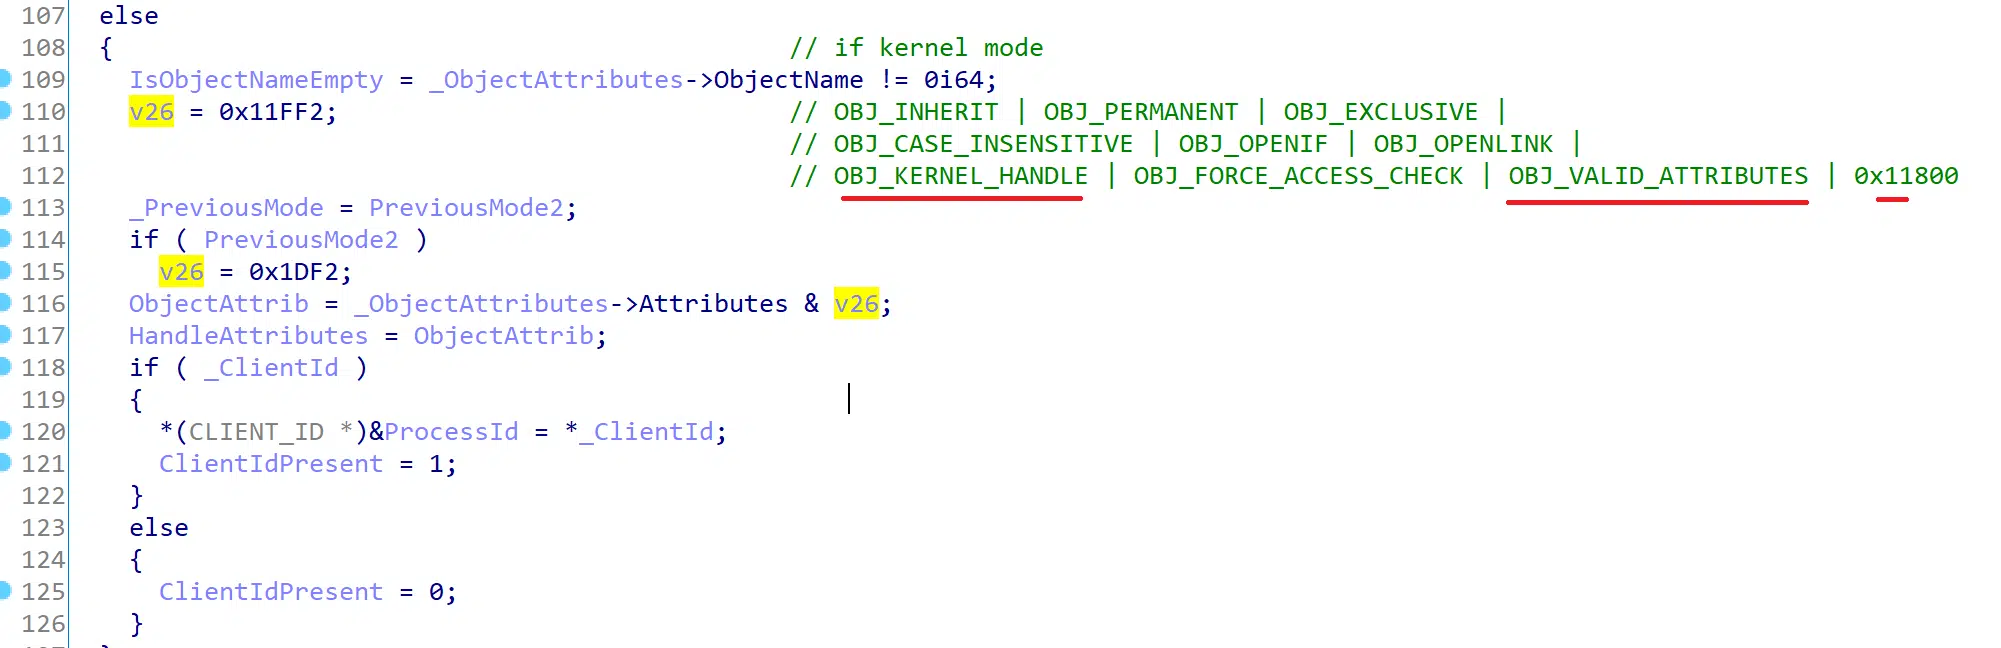 107 else
108 { // if kernel mode
109 IsObjectNameEmpty = _ObjectAttributes->ObjectName != 0i64;
110 v26 = 0x11FF2; // OBJ_INHERIT | OBJ_PERMANENT | OBJ_EXCLUSIVE |
111 // OBJ_CASE_INSENSITIVE | OBJ_OPENIF | OBJ_OPENLINK |
112 // OBJ_KERNEL_HANDLE | OBJ_FORCE_ACCESS_CHECK | OBJ_VALID_ATTRIBUTES | 0x11800
113 _PreviousMode = PreviousMode2;
114 if ( PreviousMode2 )
115 v26 = 0x1DF2;
116 ObjectAttrib = _ObjectAttributes->Attributes & v26;
117 HandleAttributes = ObjectAttrib;
118 if ( _ClientId )
119 {
120 *(CLIENT_ID *)&ProcessId = *_ClientId;
121 ClientIdPresent = 1;
122 }
123 else
124 {
125 ClientIdPresent = 0;
126 }